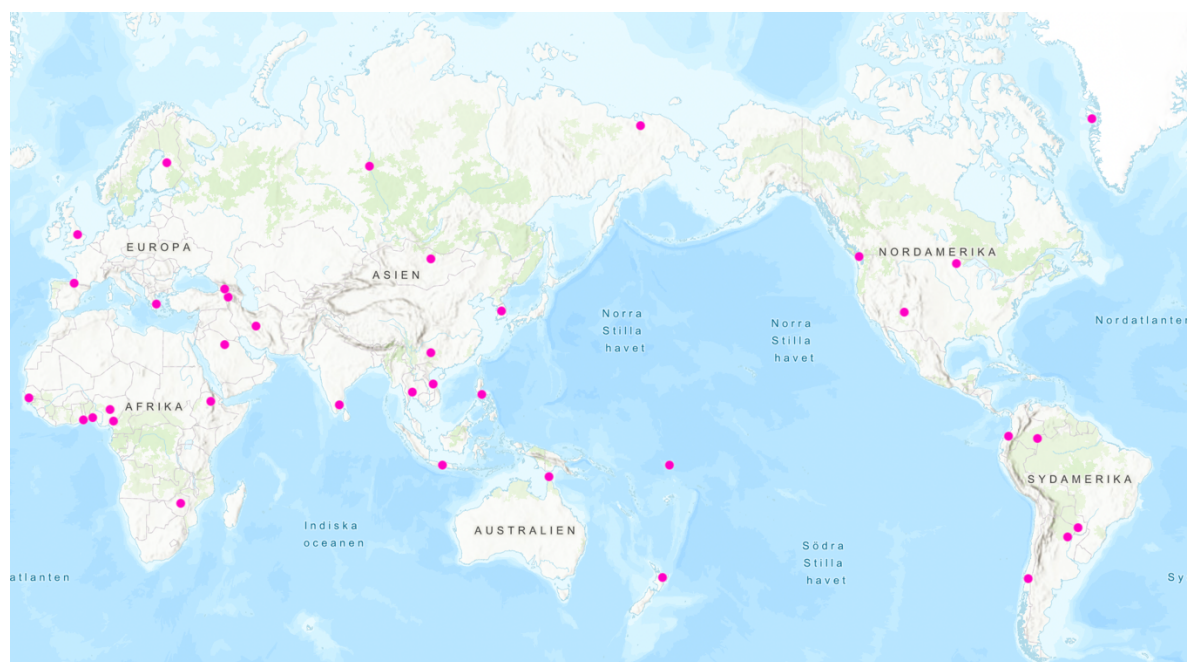 EUROPA
ASIEN
NORDAMERIKA
Norra
Stilla
havet
Norra
Stilla
havet
Nordatlanten
AFRIKA
SYDAMERIKA
Indiska
oceanen
AUSTRALIEN
Södra
Stilla
havet
atlanten
Sy